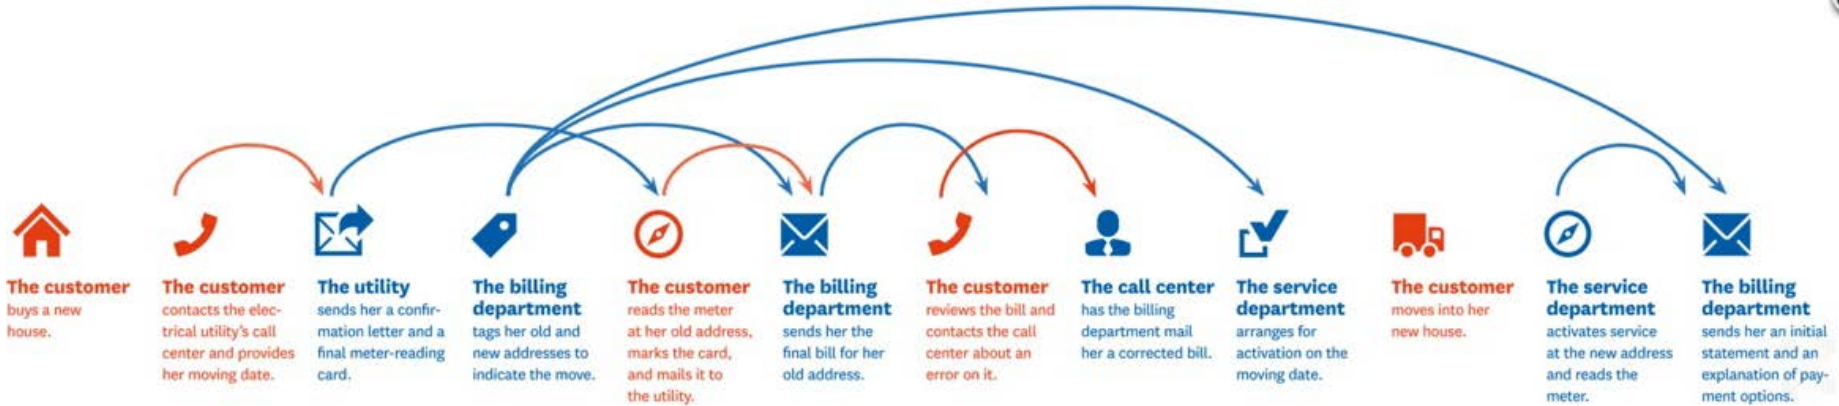 The customer
buys a new
house.
The customer
contacts the elec-
trical utility's call
center and provides
her moving date.
The utility
sends her a confir-
mation letter and a
final meter-reading
card.
The billing
department
tags her old and
new addresses to
indicate the move.
The customer
reads the meter
at her old address,
marks the card,
and mails it to
the utility.
The billing
department
sends her the
final bill for her
old address.
The customer
reviews the bill and
contacts the call
center about an
error on it.
The call center
has the billing
department mail
her a corrected bill.
The service
department
arranges for
activation on the
moving date.
The customer
moves into her
new house.
The service
department
activates service
at the new address
and reads the
meter.
The billing
department
sends her an initial
statement and an
explanation of pay-
ment options.